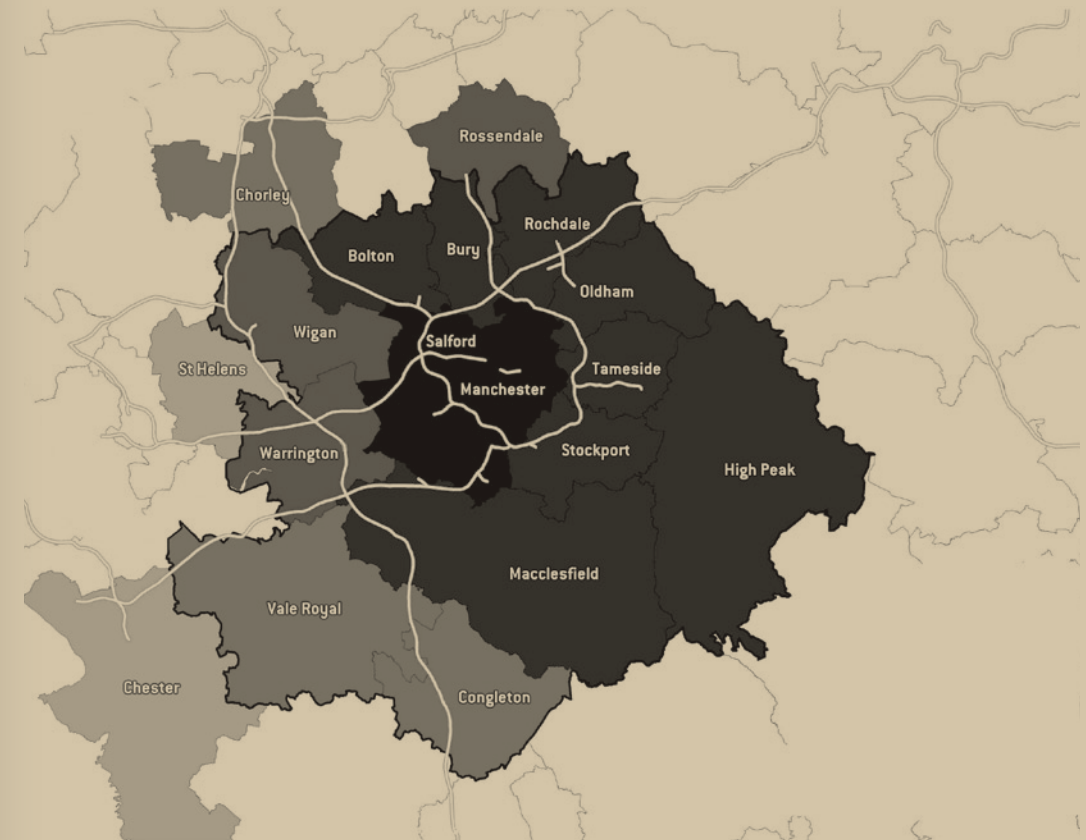 Rossendale
Chorley
Rochdale
Bolton
Bury
Oldham
Wigan
Salford
St Helens
Tameside
Manchester
Warrington
Stockport
High Peak
Macclesfield
Vale Royal
Chester
Congleton